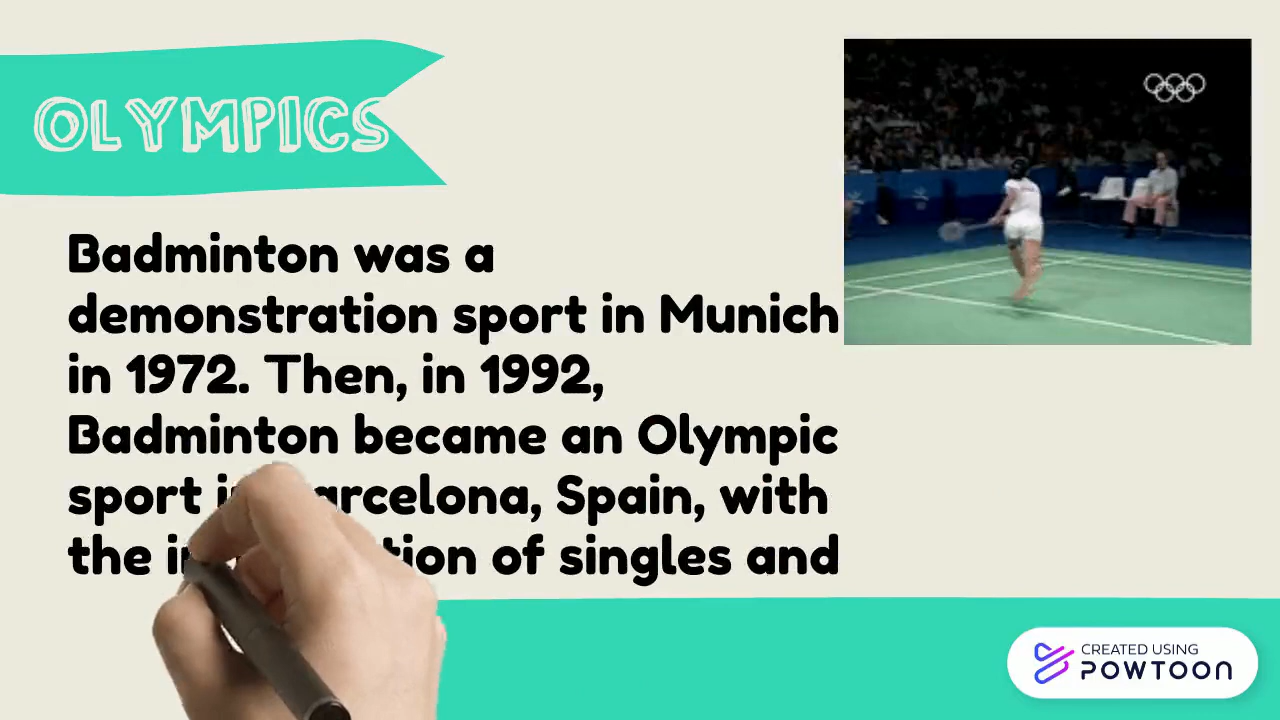 OLYMPICS
Badminton was a
demonstration sport in Munich
in 1972. Then, in 1992,
Badminton became an Olympic
sport arcelona, Spain, with
the of singles and
CREATED USING
POWTOON